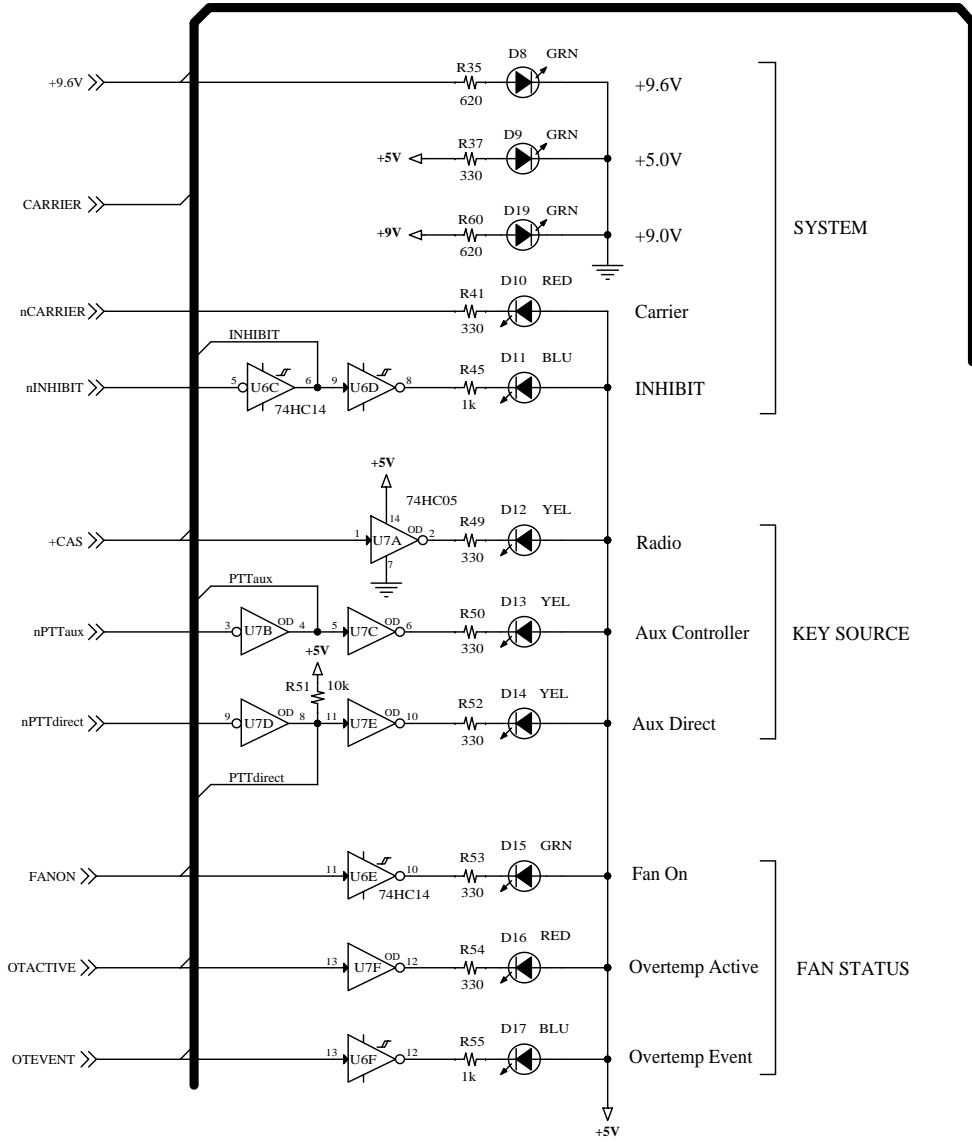 D8 GRN
R35
+9.6V
620
+9.6V
D9 GRN
R37
+5V
330
+5.0V
CARRIER
D19 GRN
R60
+9V
620
+9.0V
SYSTEM
D10 RED
R41
nCARRIER
330
Carrier
INHIBIT
D11 BLU
R45
nINHIBIT
5 U6C 6 9 U6D 8
74HC14
1k
INHIBIT
+5V
74HC05
14
D12 YEL
R49
+CAS
1 U7A OD 2
7
330
Radio
PTTaux
D13 YEL
R50
nPTTaux
3 U7B OD 4 5 U7C OD 6
330
Aux Controller
KEY SOURCE
+5V
R51 10k
D14 YEL
R52
nPTTdirect
9 U7D OD 8 11 U7E OD 10
330
Aux Direct
PTTdirect
D15 GRN
R53
FANON
11 U6E 10
74HC14
330
Fan On
D16 RED
R54
OTACTIVE
13 U7F OD 12
330
Overtemp Active
FAN STATUS
D17 BLU
R55
OTEVENT
13 U6F 12
1k
Overtemp Event
+5V